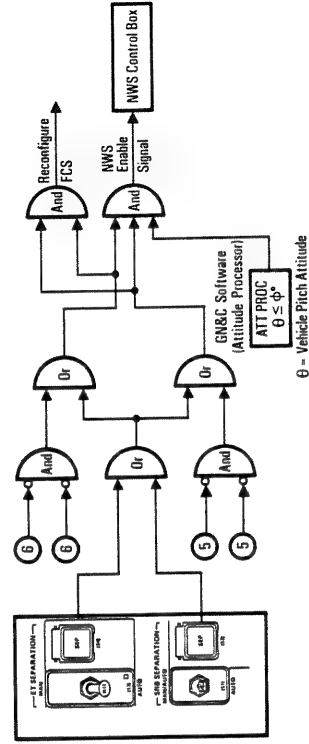 ET SEPARATION
MAN
SEP
AUTO
SRB SEPARATION
MAN/AUTO
SEP
AUTO
6
6
5
5
And
Or
And
Or
Or
And
And
Reconfigure
FCS
NWS
Enable
Signal
NWS Control Box
GN&C Software
(Attitude Processor)
ATT PROC
θ ≤ φ°
θ = Vehicle Pitch Attitude